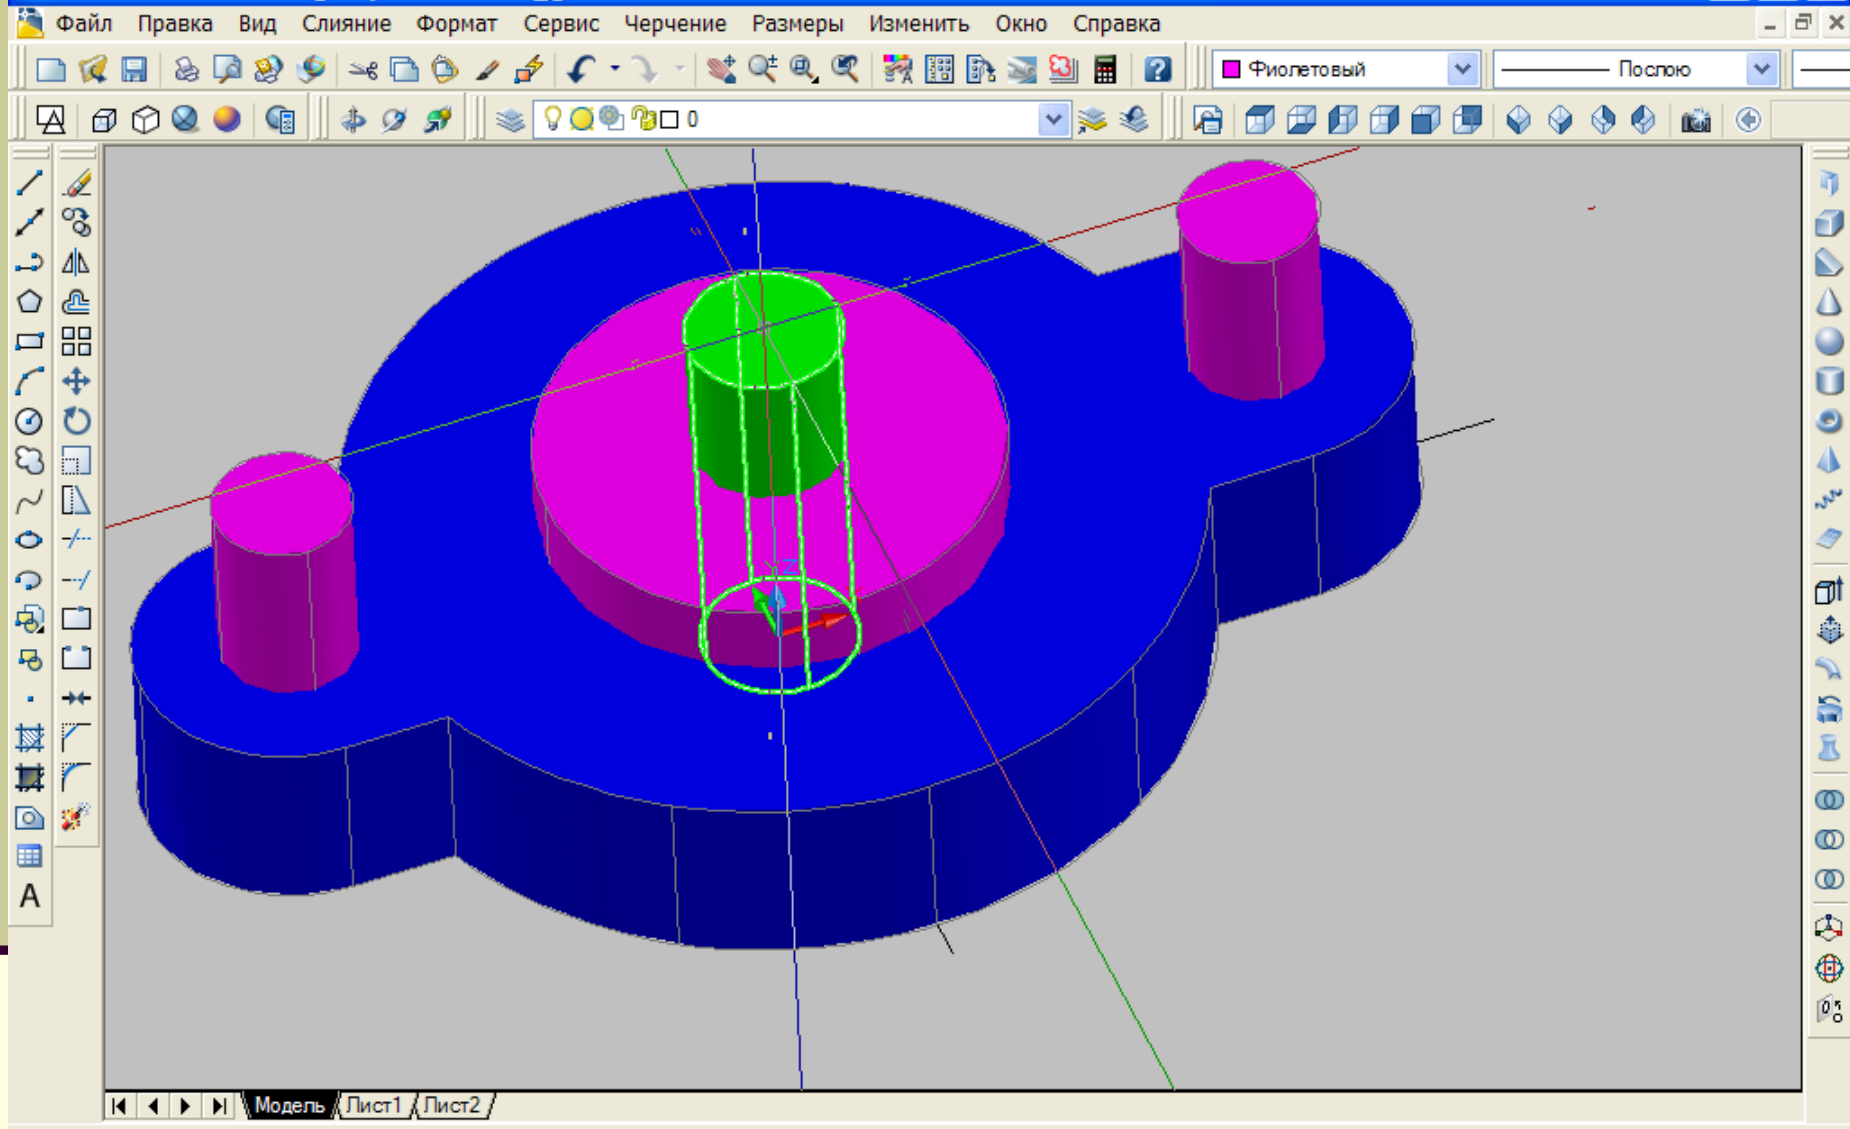 Файл Правка Вид Слияние Формат Сервис Черчение Размеры Изменить Окно Справка
Фиолетовый Послою
0
Z
A
Модель Лист1 Лист2